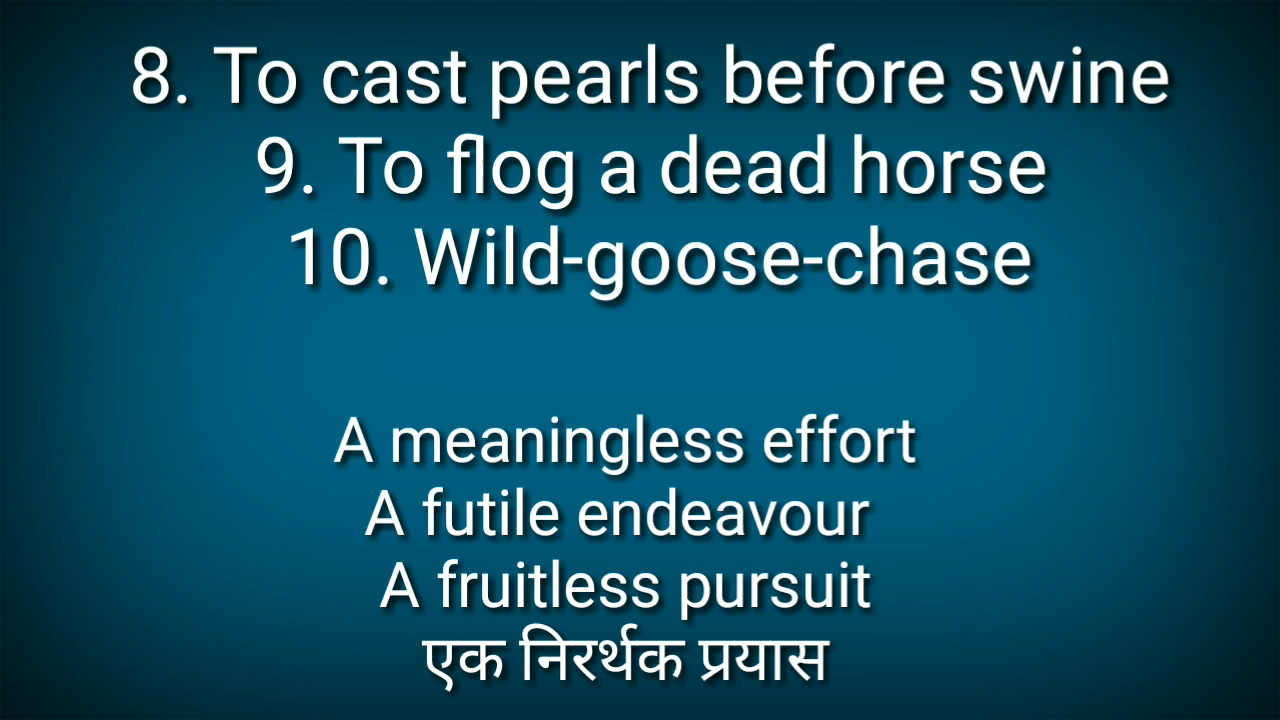 8. To cast pearls before swine
9. To flog a dead horse
10. Wild-goose-chase
A meaningless effort
A futile endeavour
A fruitless pursuit
एक निरर्थक प्रयास